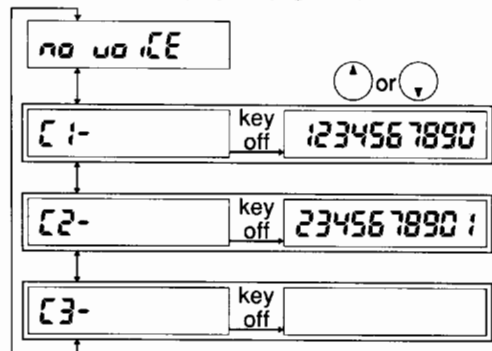 no voiCE
or
C1-
key
off
1234567890
C2-
key
off
2345678901
C3-
key
off